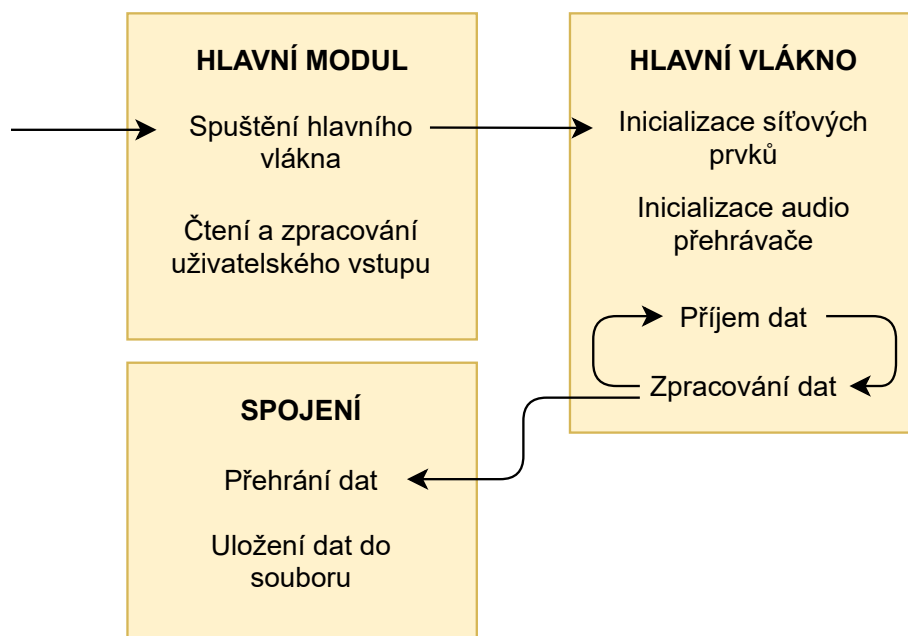 HLAVNÍ MODUL
Spuštění hlavního
vlákna
Čtení a zpracování
uživatelského vstupu
HLAVNÍ VLÁKNO
Inicializace síťových
prvků
Inicializace audio
přehrávače
Příjem dat
Zpracování dat
SPOJENÍ
Přehrání dat
Uložení dat do
souboru